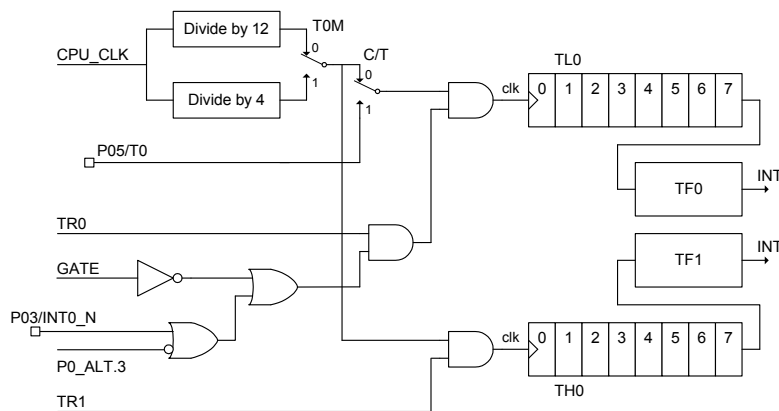 T0M
C/T
TL0
Divide by 12
CPU_CLK
0
0
clk
0 1 2 3 4 5 6 7
Divide by 4
1
1
P05/T0
TF0
INT
TR0
GATE
TF1
INT
P03/INT0_N
clk
0 1 2 3 4 5 6 7
P0_ALT.3
TR1
TH0